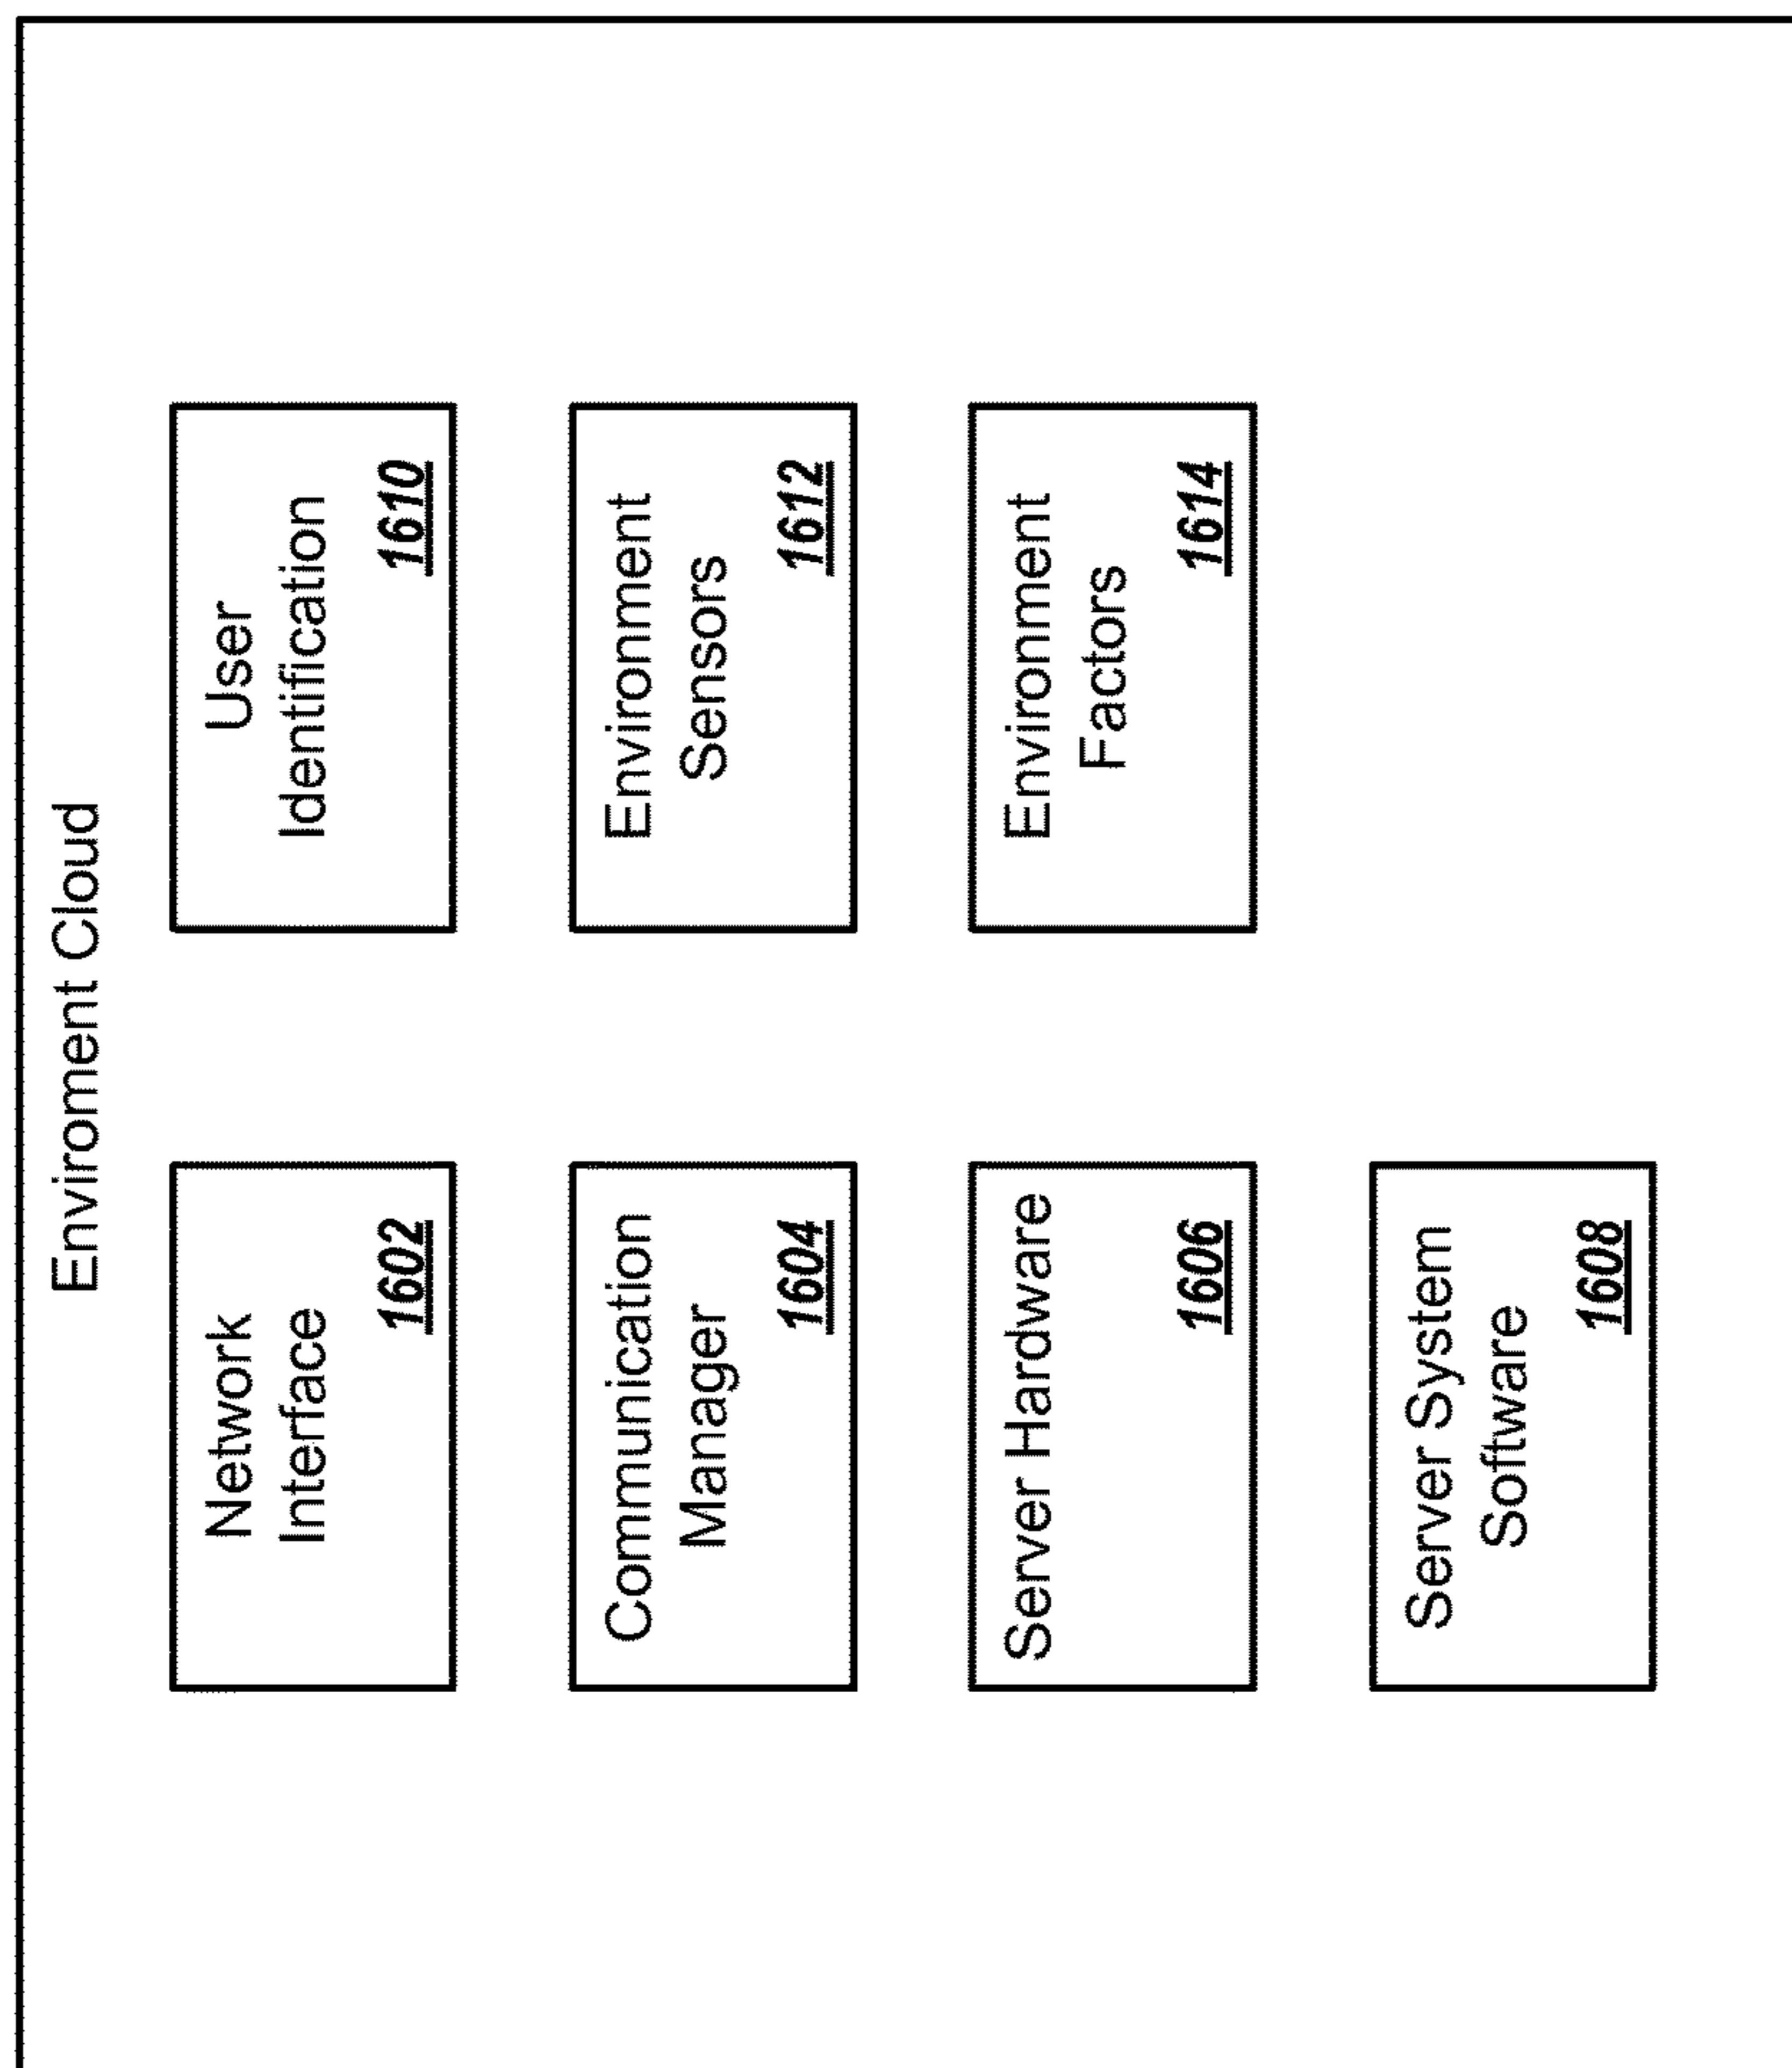 Enviroment Cloud
Network
Interface
1602
Communication
Manager
1604
Server Hardware
1606
Server System
Software
1608
User
Identification
1610
Environment
Sensors
1612
Environment
Factors
1614